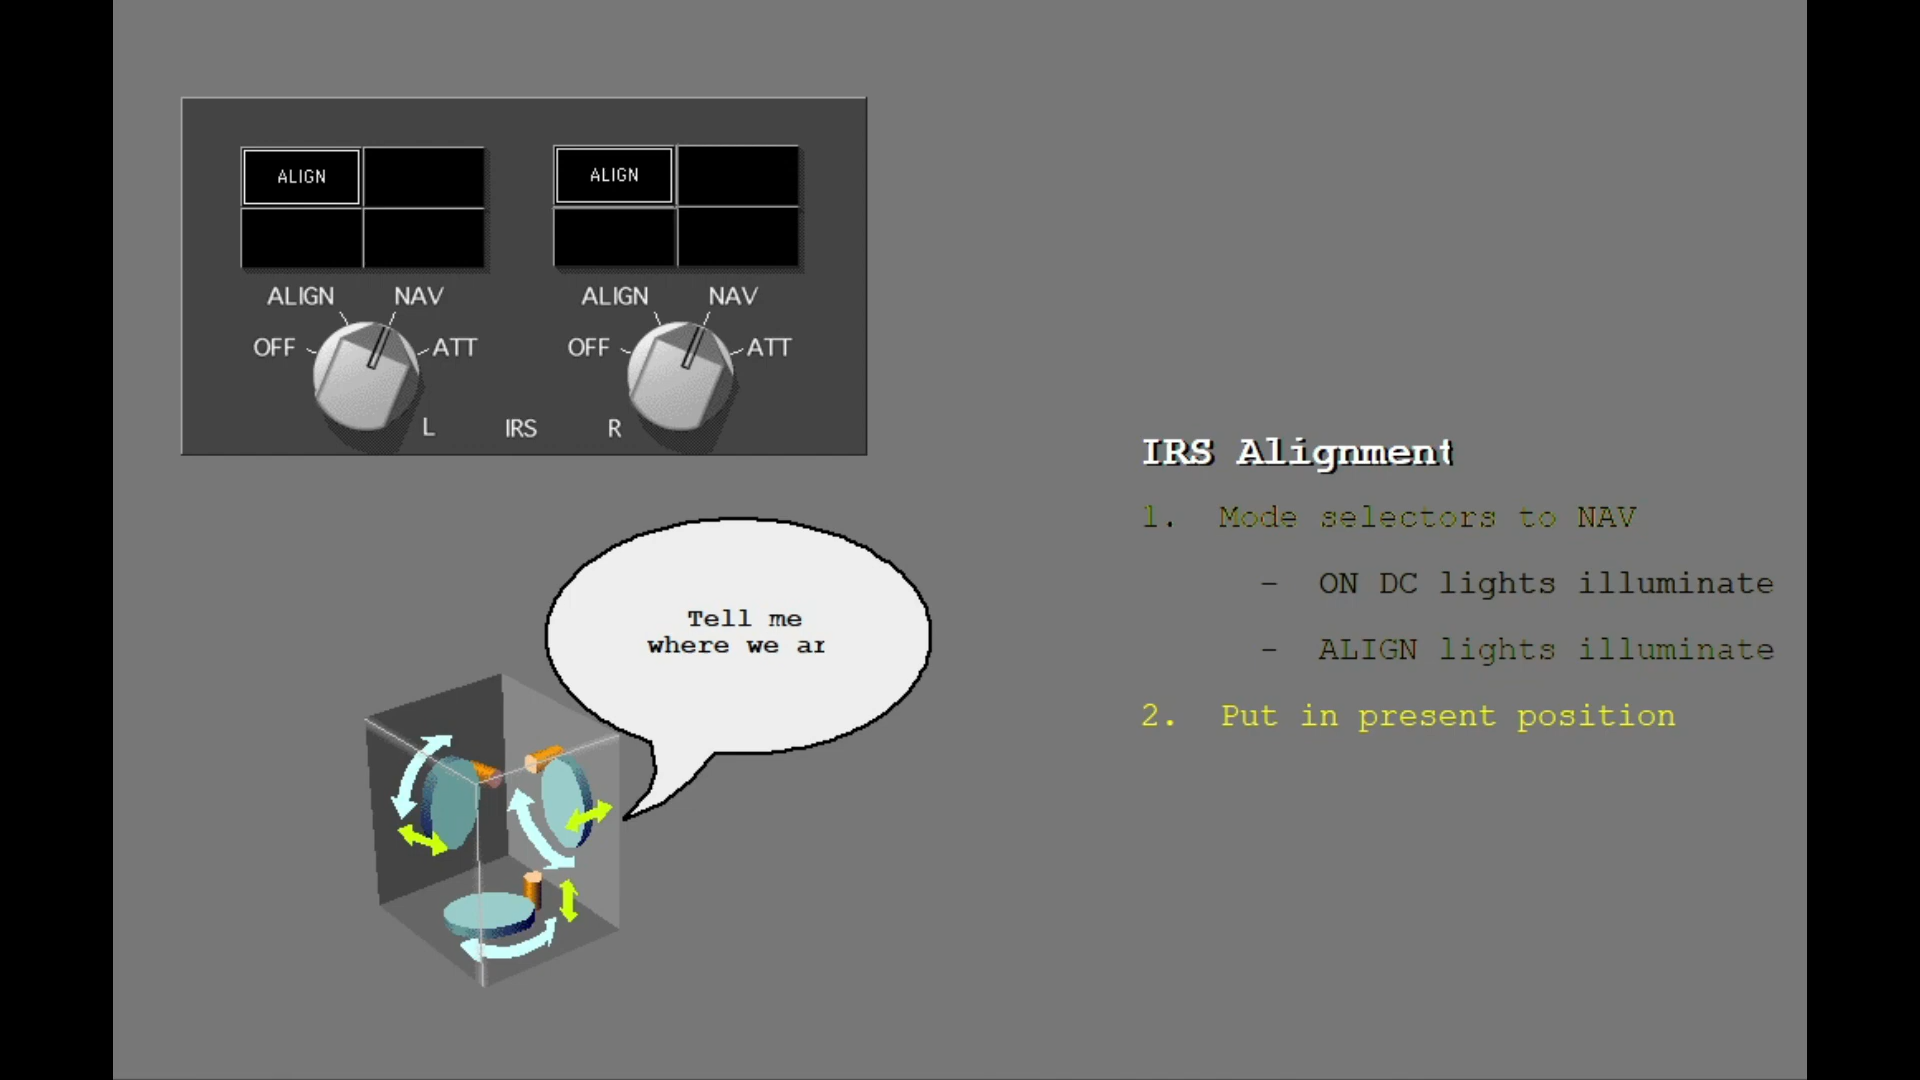 ALIGN
ALIGN
ALIGN NAV
ALIGN NAV
OFF ATT
OFF ATT
L IRS R
IRS Alignment
1. Mode selectors to NAV
- ON DC lights illuminate
- ALIGN lights illuminate
2. Put in present position
Tell me
where we ar